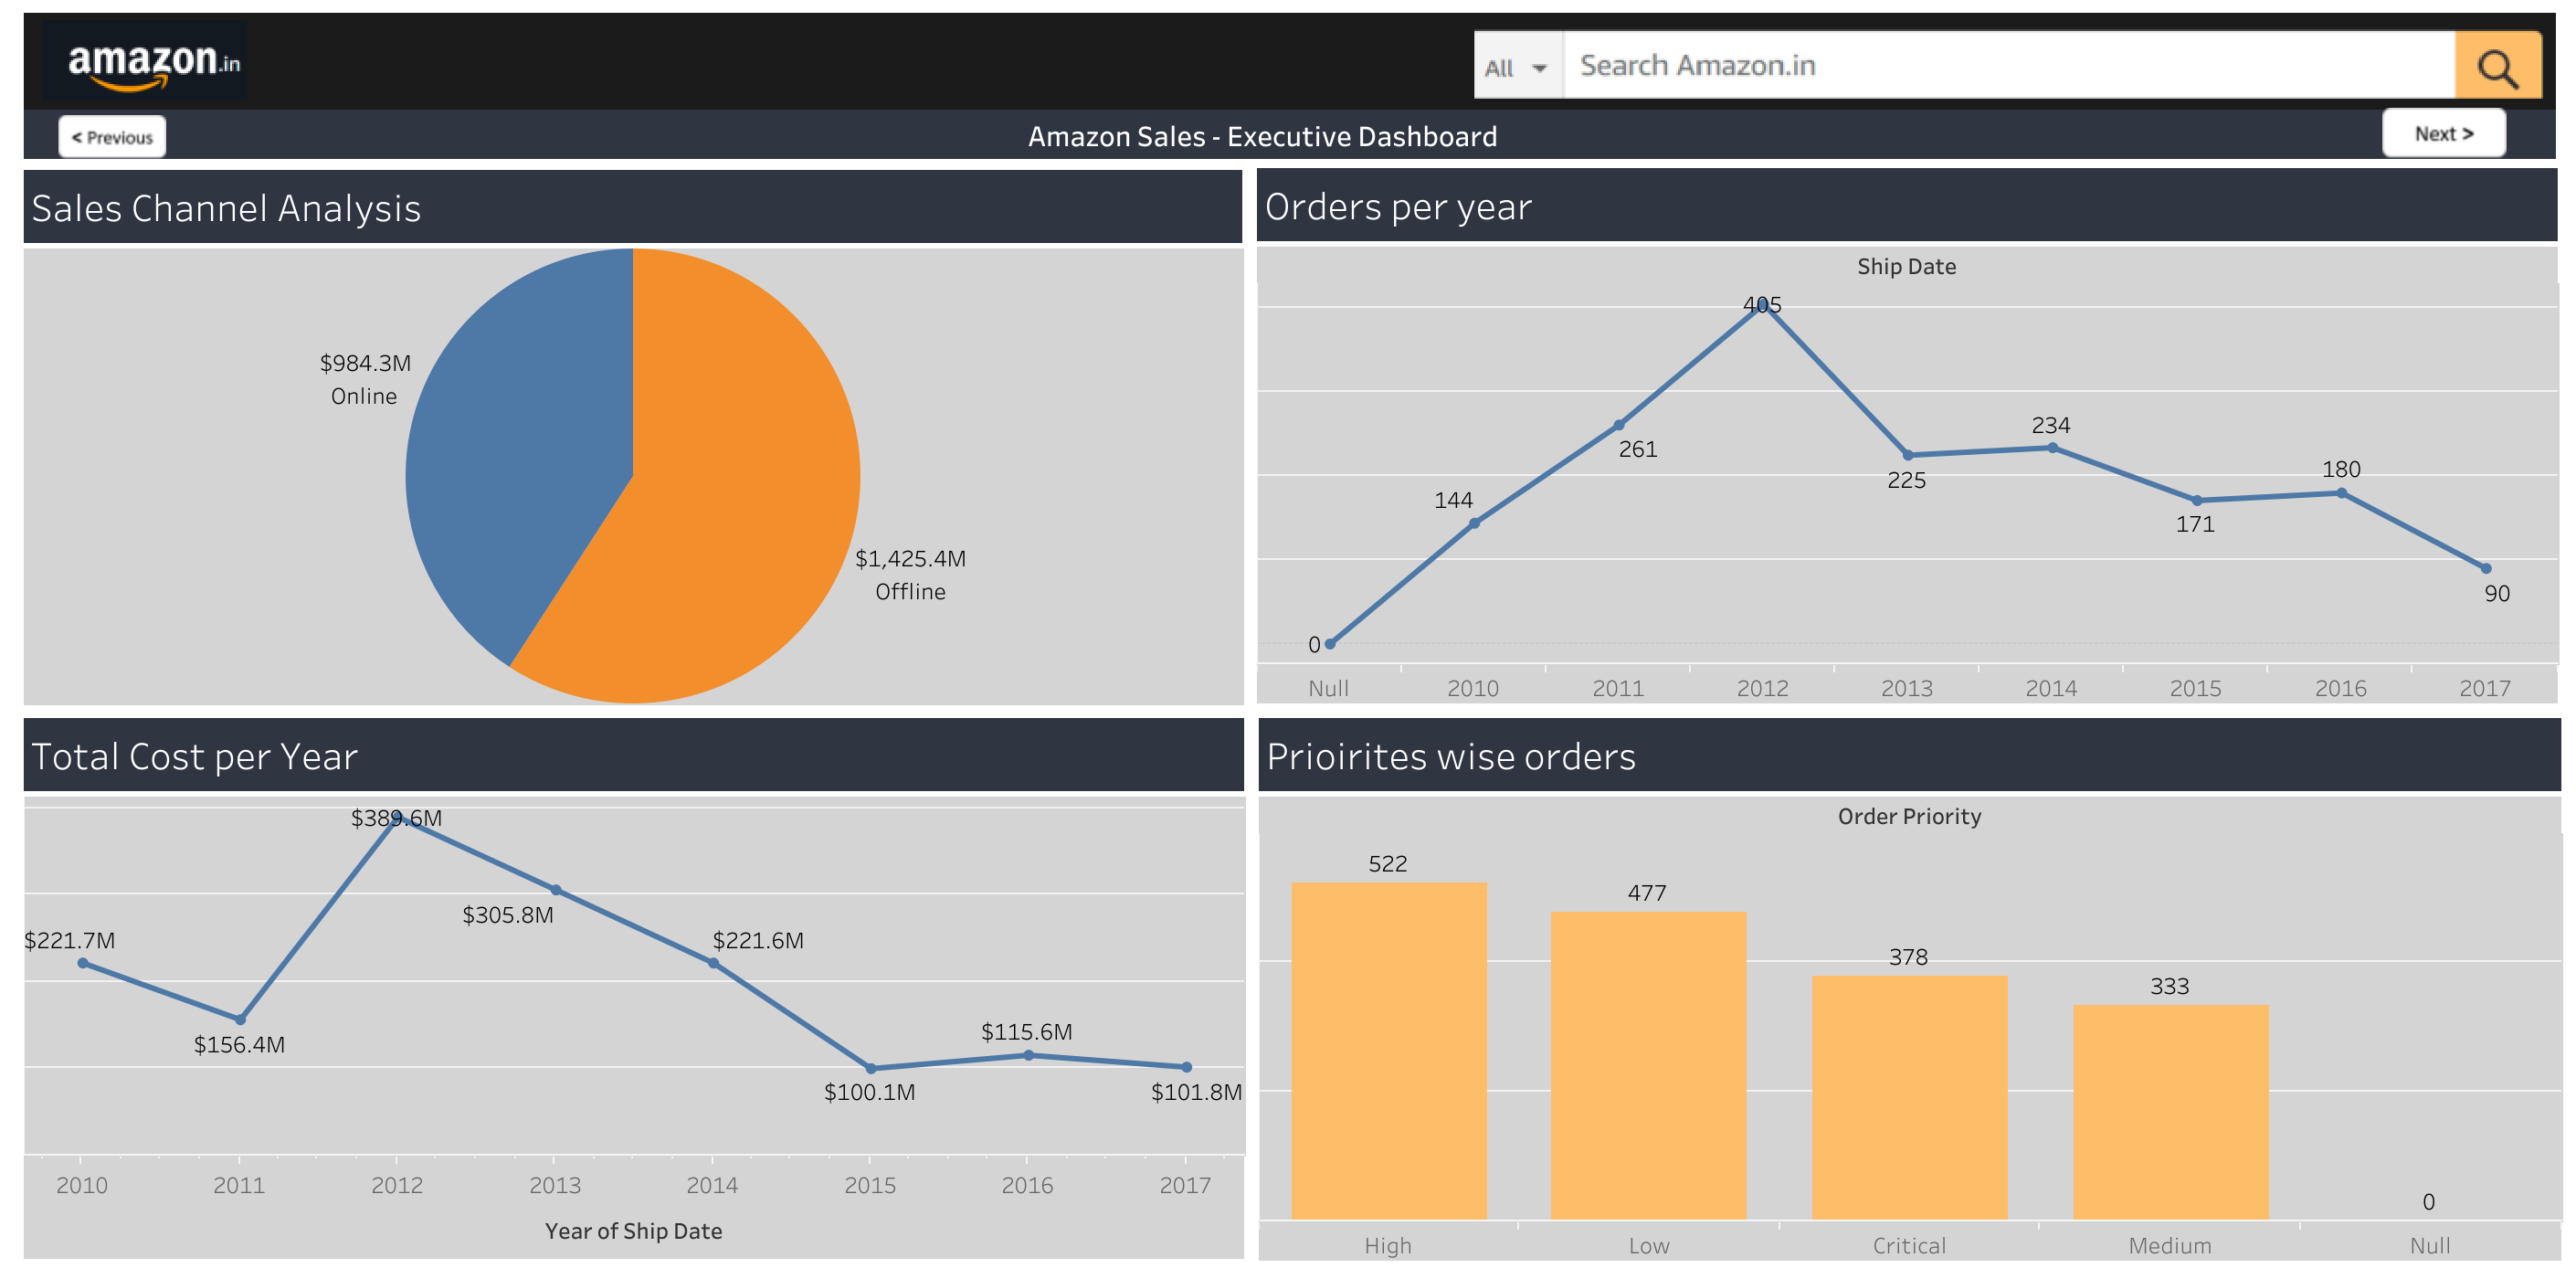 amazon.in
All
Search Amazon.in
< Previous
Amazon Sales - Executive Dashboard
Next >
Sales Channel Analysis
$984.3M
Online
$1,425.4M
Offline
Orders per year
Ship Date
405
261
144
225
234
171
180
90
0
Null
2010
2011
2012
2013
2014
2015
2016
2017
Total Cost per Year
$389.6M
$305.8M
$221.7M
$221.6M
$156.4M
$115.6M
$100.1M
$101.8M
2010
2011
2012
2013
2014
2015
2016
2017
Year of Ship Date
Prioirites wise orders
Order Priority
522
477
378
333
0
High
Low
Critical
Medium
Null